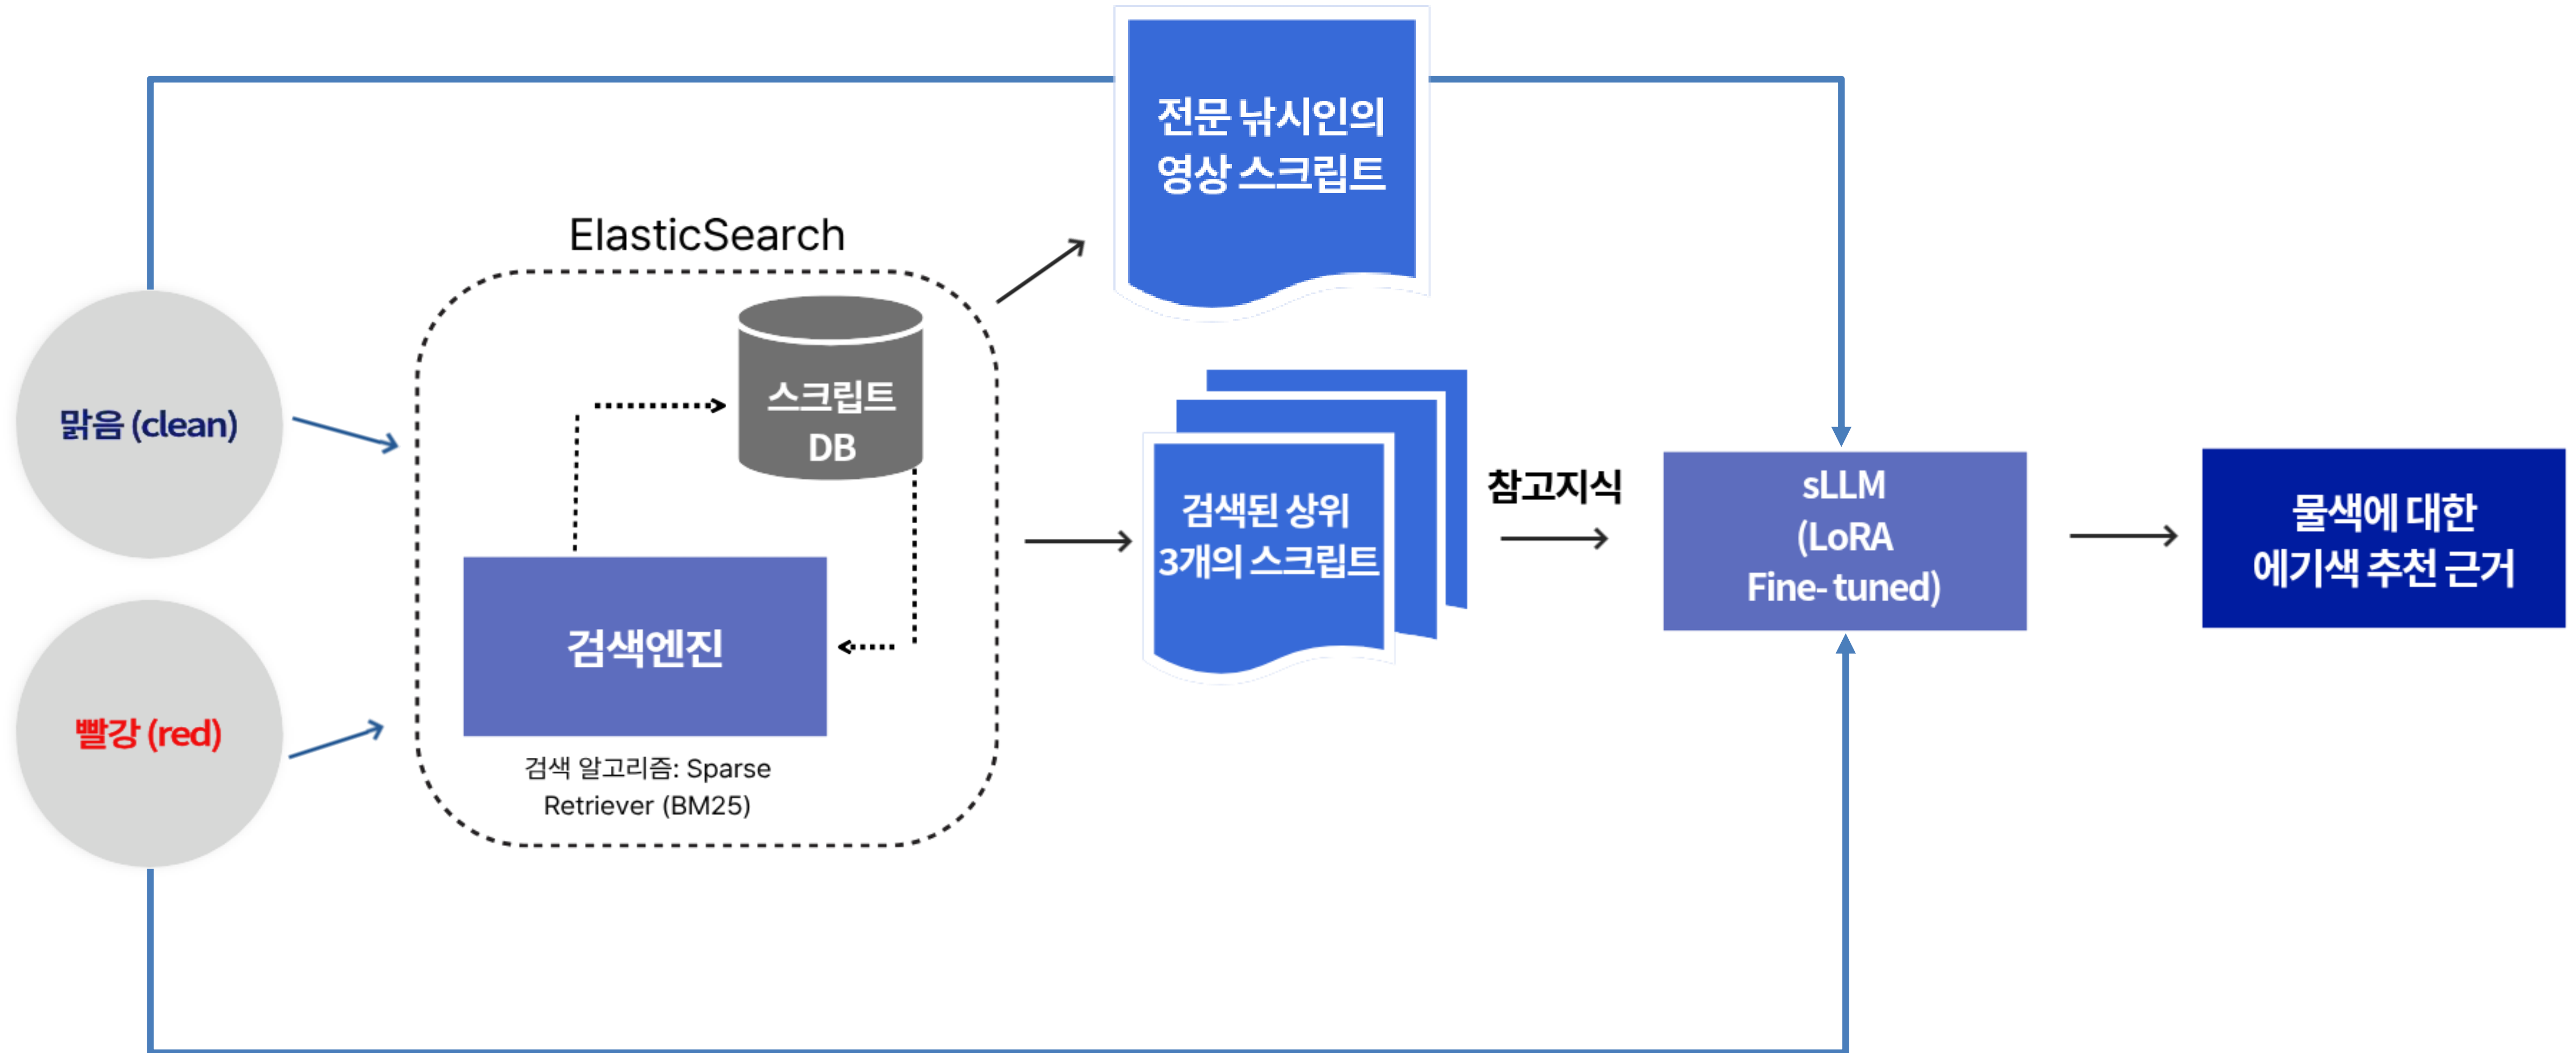 전문 낚시인의
영상 스크립트
ElasticSearch
맑음 (clean)
스크립트
DB
검색된 상위
3개의 스크립트
참고지식
sLLM
(LoRA
Fine- tuned)
물색에 대한
에기색 추천 근거
검색엔진
빨강 (red)
검색 알고리즘: Sparse
Retriever (BM25)